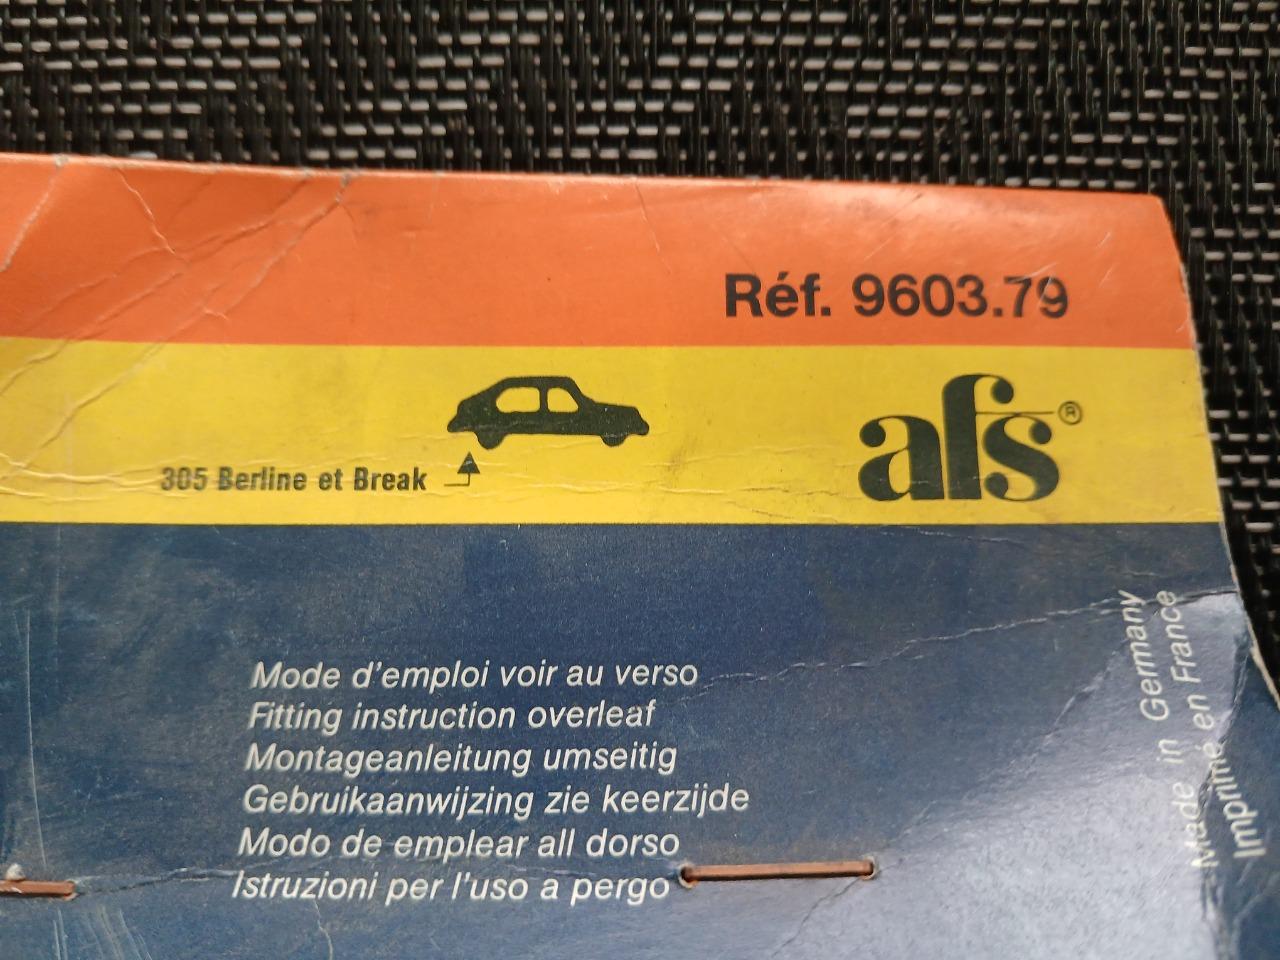 Réf. 9603.79
afs®
305 Berline et Break
Mode d'emploi voir au verso
Fitting instruction overleaf
Montageanleitung umseitig
Gebruikaanwijzing zie keerzijde
Modo de emplear all dorso
Istruzioni per l'uso a pergo
Made in Germany
Imprimé en France